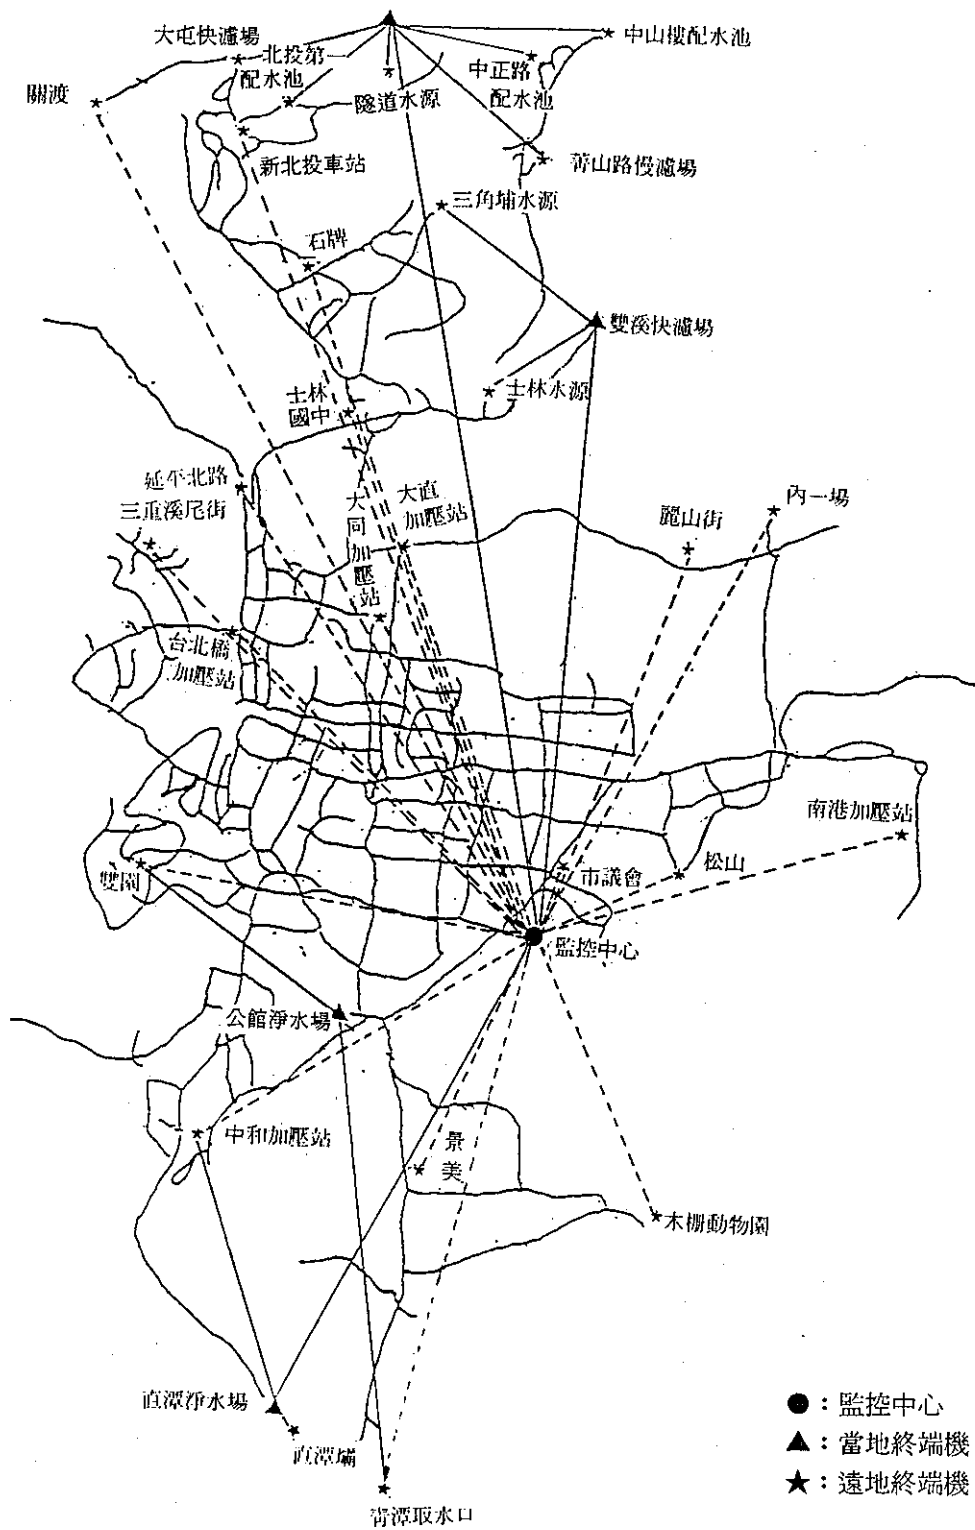 大屯快濾場
中山樓配水池
北投第一
配水池
中正路
配水池
關渡
隧道水源
新北投車站
菁山路慢濾場
三角埔水源
石牌
雙溪快濾場
士林
國中
士林水源
延平北路
三重溪尾街
大同加壓站
大直
加壓站
麗山街
內一場
台北橋
加壓站
南港加壓站
雙園
市議會
松山
監控中心
公館淨水場
中和加壓站
景美
木柵動物園
直潭淨水場
直潭壩
青潭取水口
●：監控中心
▲：當地終端機
★：遠地終端機